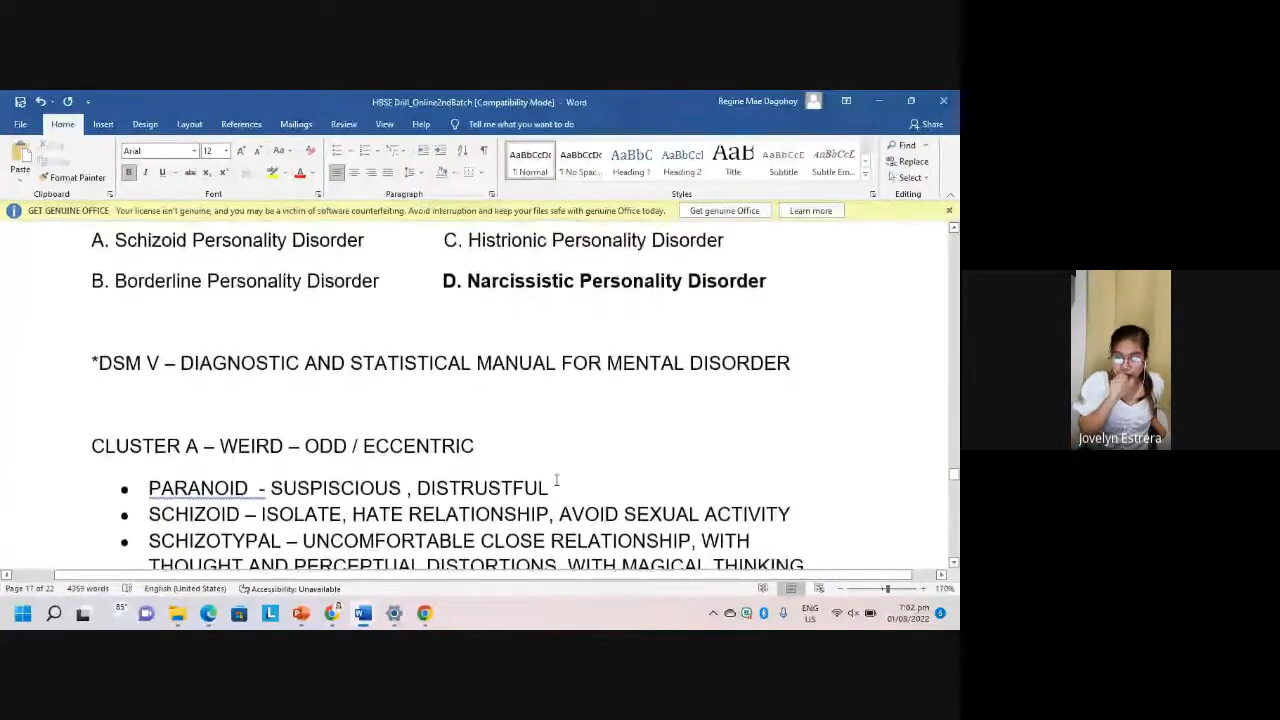 HBSE Drill_Online2ndBatch [Compatibility Mode] - Word
Regine Mae Dagohoy
File Home Insert Design Layout References Mailings Review View Help Tell me what you want to do Share
Paste Format Painter Arial 12 Aa
AaBbCcDc AaBbCcDc AaBbC AaBbCcI AaB AaBbCcD AaBbCcE
¶ Normal ¶ No Spac... Heading 1 Heading 2 Title Subtitle Subtle Em...
Find
Replace
Select
Clipboard Font Paragraph Styles Editing
GET GENUINE OFFICE Your license isn't genuine, and you may be a victim of software counterfeiting. Avoid interruption and keep your files safe with genuine Office today. Get genuine Office Learn more
A. Schizoid Personality Disorder C. Histrionic Personality Disorder
B. Borderline Personality Disorder D. Narcissistic Personality Disorder
*DSM V – DIAGNOSTIC AND STATISTICAL MANUAL FOR MENTAL DISORDER
CLUSTER A – WEIRD – ODD / ECCENTRIC
• PARANOID - SUSPISCIOUS , DISTRUSTFUL
• SCHIZOID – ISOLATE, HATE RELATIONSHIP, AVOID SEXUAL ACTIVITY
• SCHIZOTYPAL – UNCOMFORTABLE CLOSE RELATIONSHIP, WITH
THOUGHT AND PERCEPTUAL DISTORTIONS, WITH MAGICAL THINKING
Page 17 of 22 4359 words English (United States) Accessibility: Unavailable 170%
85° ENG US 7:02 pm 01/08/2022 6
Jovelyn Estrera